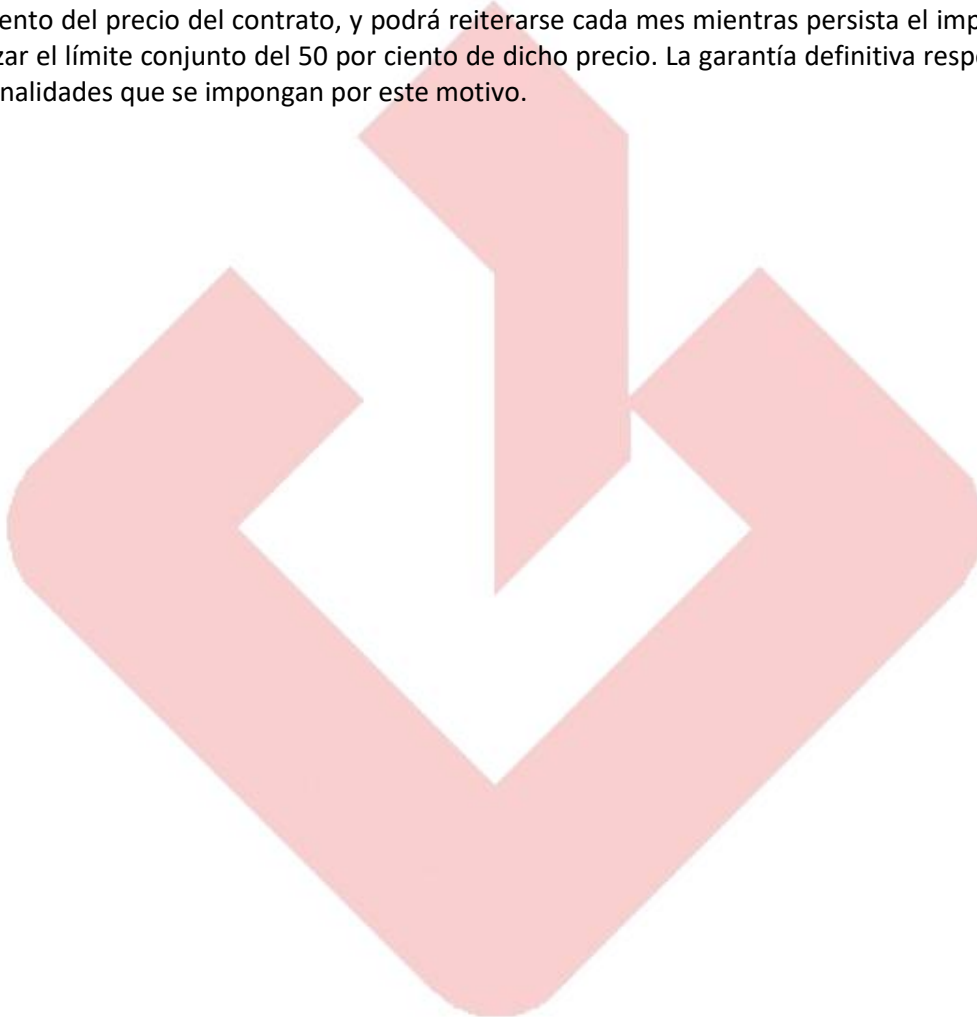 ento del precio del contrato, y podrá reiterarse cada mes mientras persista el imp
zar el límite conjunto del 50 por ciento de dicho precio. La garantía definitiva resp
nalidades que se impongan por este motivo.